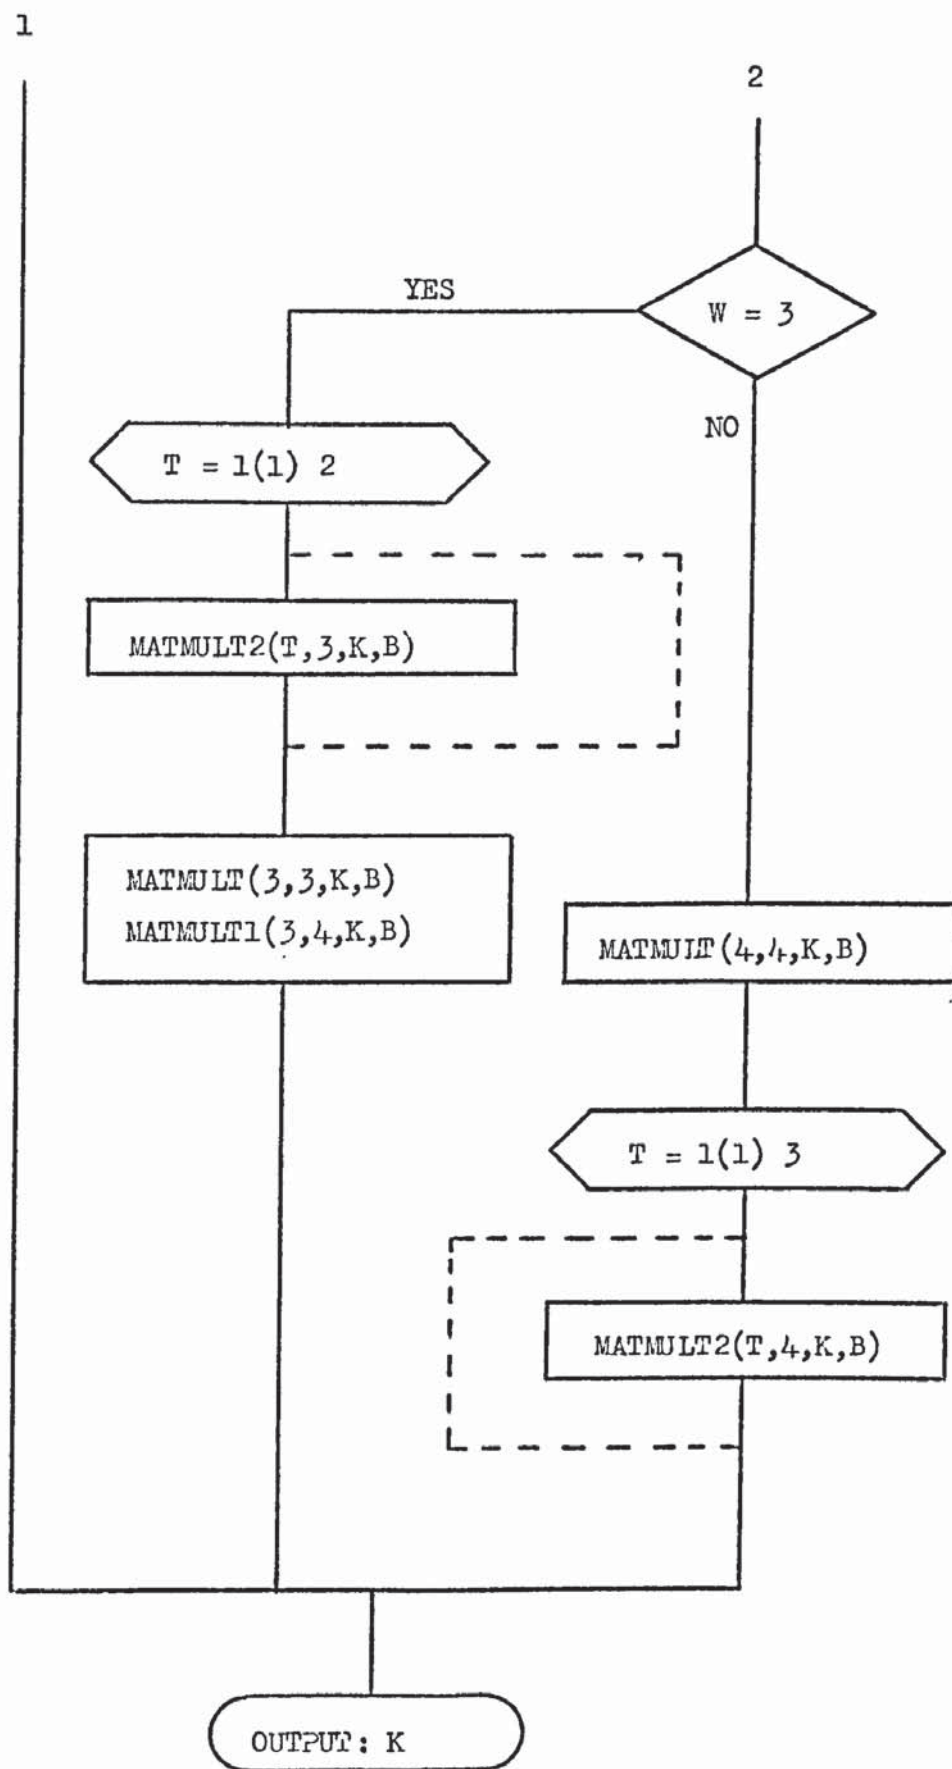 1
2
W = 3
YES
NO
T = 1(1) 2
MATMULT2(T,3,K,B)
MATMULT(3,3,K,B)
MATMULT1(3,4,K,B)
MATMULT(4,4,K,B)
T = 1(1) 3
MATMULT2(T,4,K,B)
OUTPUT: K